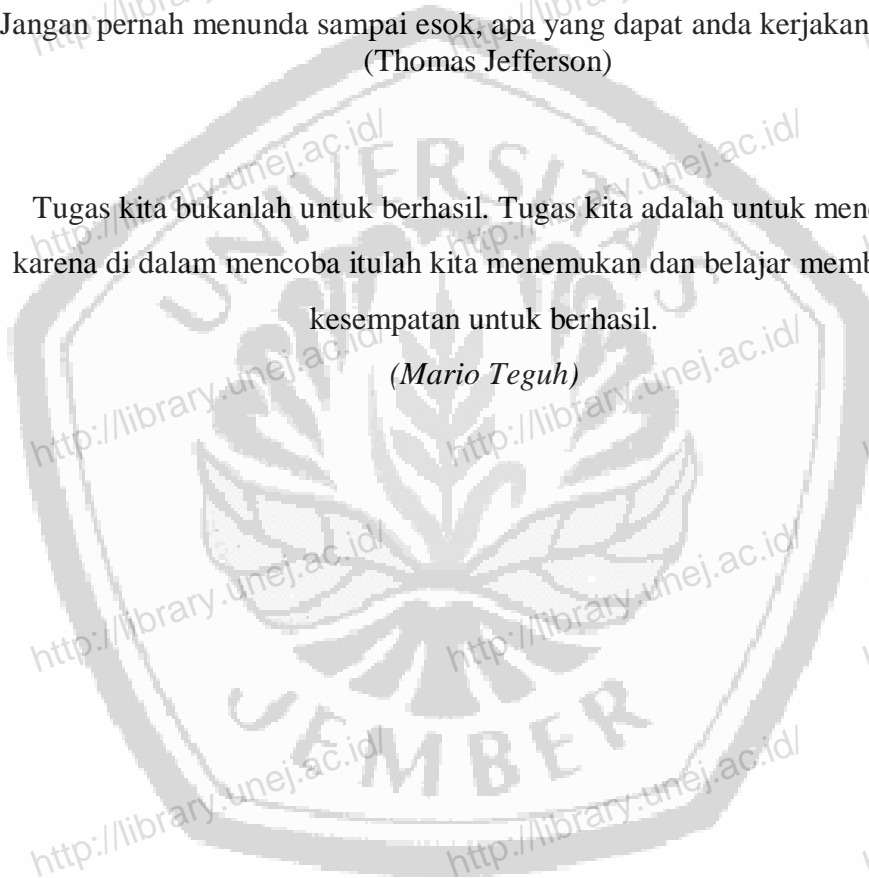 Jangan pernah menunda sampai esok, apa yang dapat anda kerjakan
(Thomas Jefferson)
Tugas kita bukanlah untuk berhasil. Tugas kita adalah untuk
karena di dalam mencoba itulah kita menemukan dan belajar
kesempatan untuk berhasil.
(Mario Teguh)
UNIVERSITAS
JEMBER
http://library.unej.ac.id/
http://library.unej.ac.id/
http://library.unej.ac.id/
http://library.unej.ac.id/
http://library.unej.ac.id/
http://library.unej.ac.id/
http://library.unej.ac.id/
http://library.unej.ac.id/